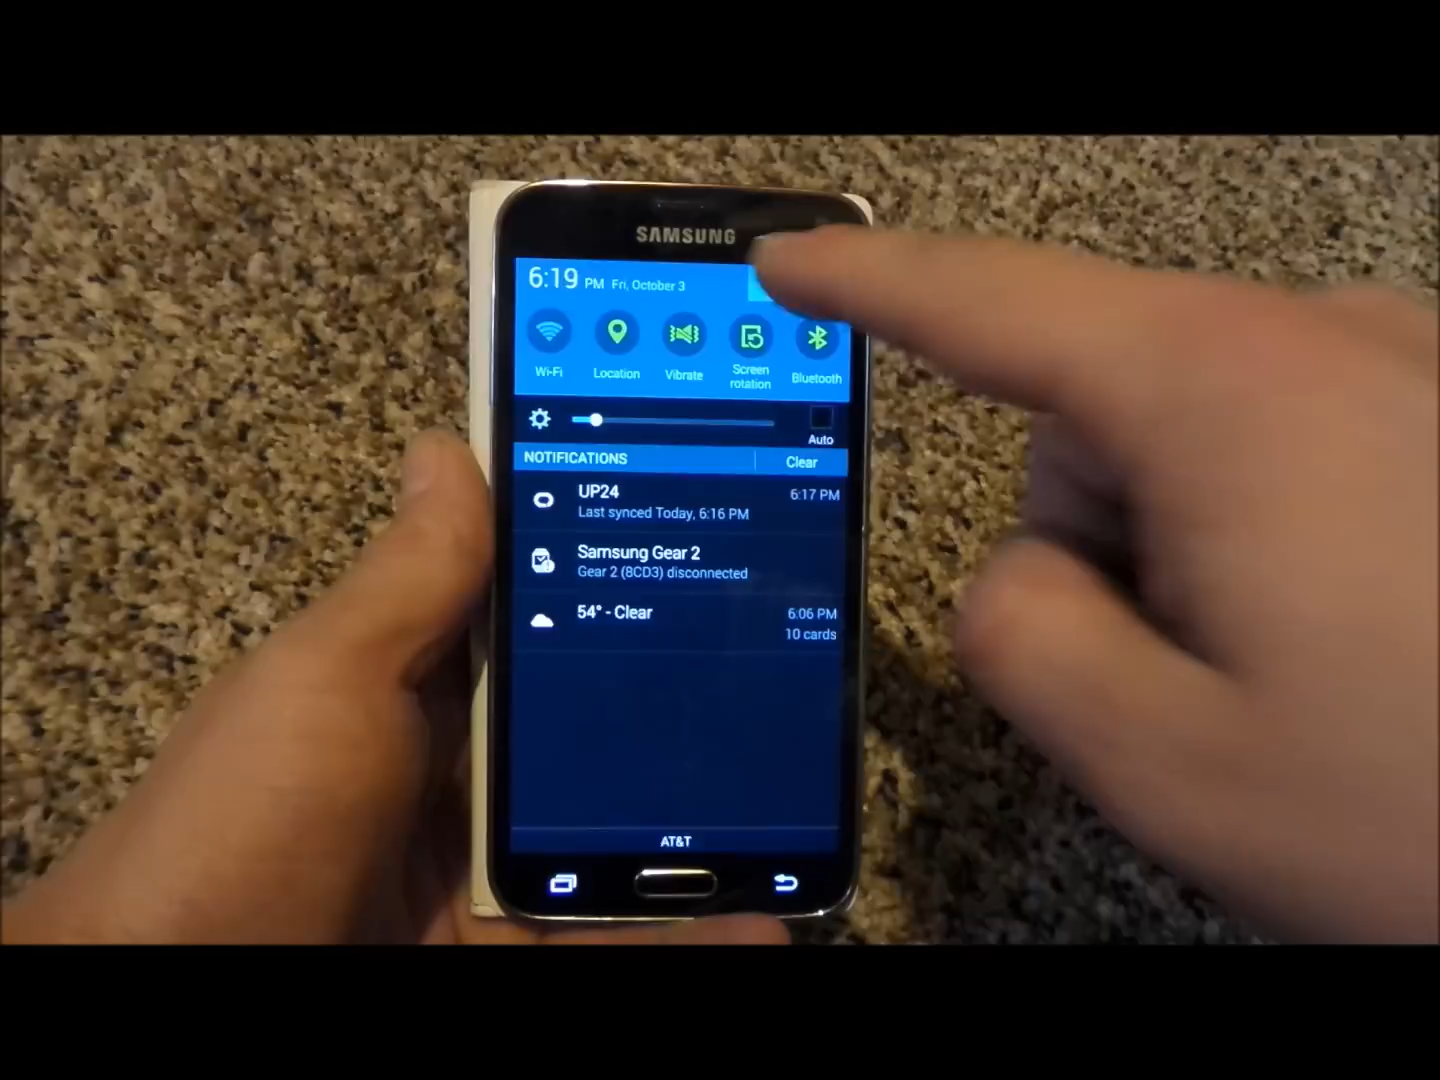 SAMSUNG
6:19 PM Fri, October 3
Wi-Fi
Location
Vibrate
Screen
rotation
Bluetooth
Auto
NOTIFICATIONS
Clear
UP24
6:17 PM
Last synced Today, 6:16 PM
Samsung Gear 2
Gear 2 (8CD3) disconnected
54° - Clear
6:06 PM
10 cards
AT&T